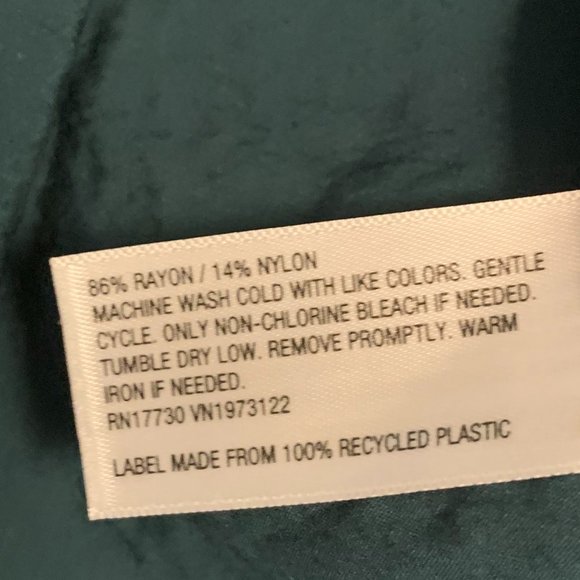 86% RAYON / 14% NYLON
MACHINE WASH COLD WITH LIKE COLORS. GENTLE
CYCLE. ONLY NON-CHLORINE BLEACH IF NEEDED.
TUMBLE DRY LOW. REMOVE PROMPTLY. WARM
IRON IF NEEDED.
RN17730 VN1973122
LABEL MADE FROM 100% RECYCLED PLASTIC